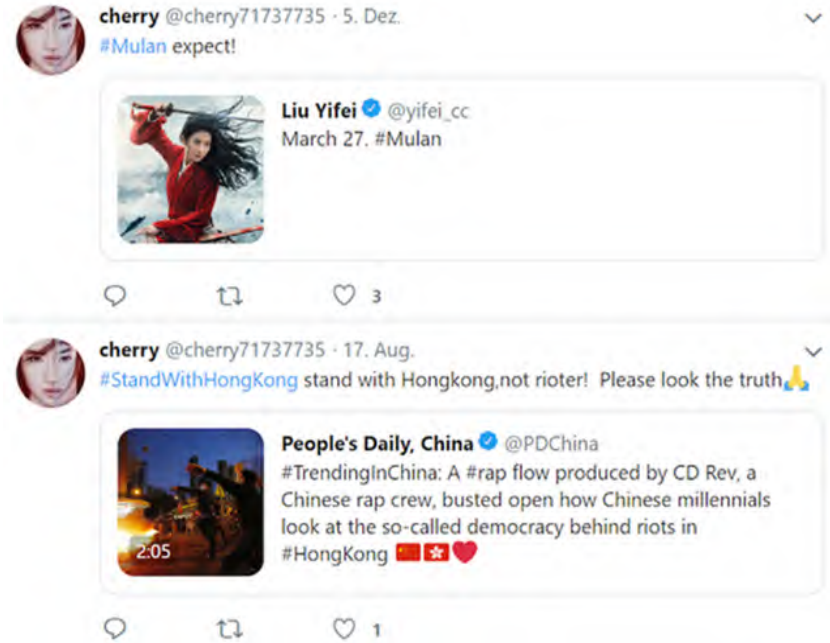 cherry @cherry71737735 · 5. Dez.
#Mulan expect!
Liu Yifei @yifei_cc
March 27. #Mulan
3
cherry @cherry71737735 · 17. Aug.
#StandWithHongKong stand with Hongkong,not rioter! Please look the truth🙏
People's Daily, China @PDChina
#TrendingInChina: A #rap flow produced by CD Rev, a
Chinese rap crew, busted open how Chinese millennials
look at the so-called democracy behind riots in
#HongKong 🇨🇳🇭🇰❤️
2:05
1